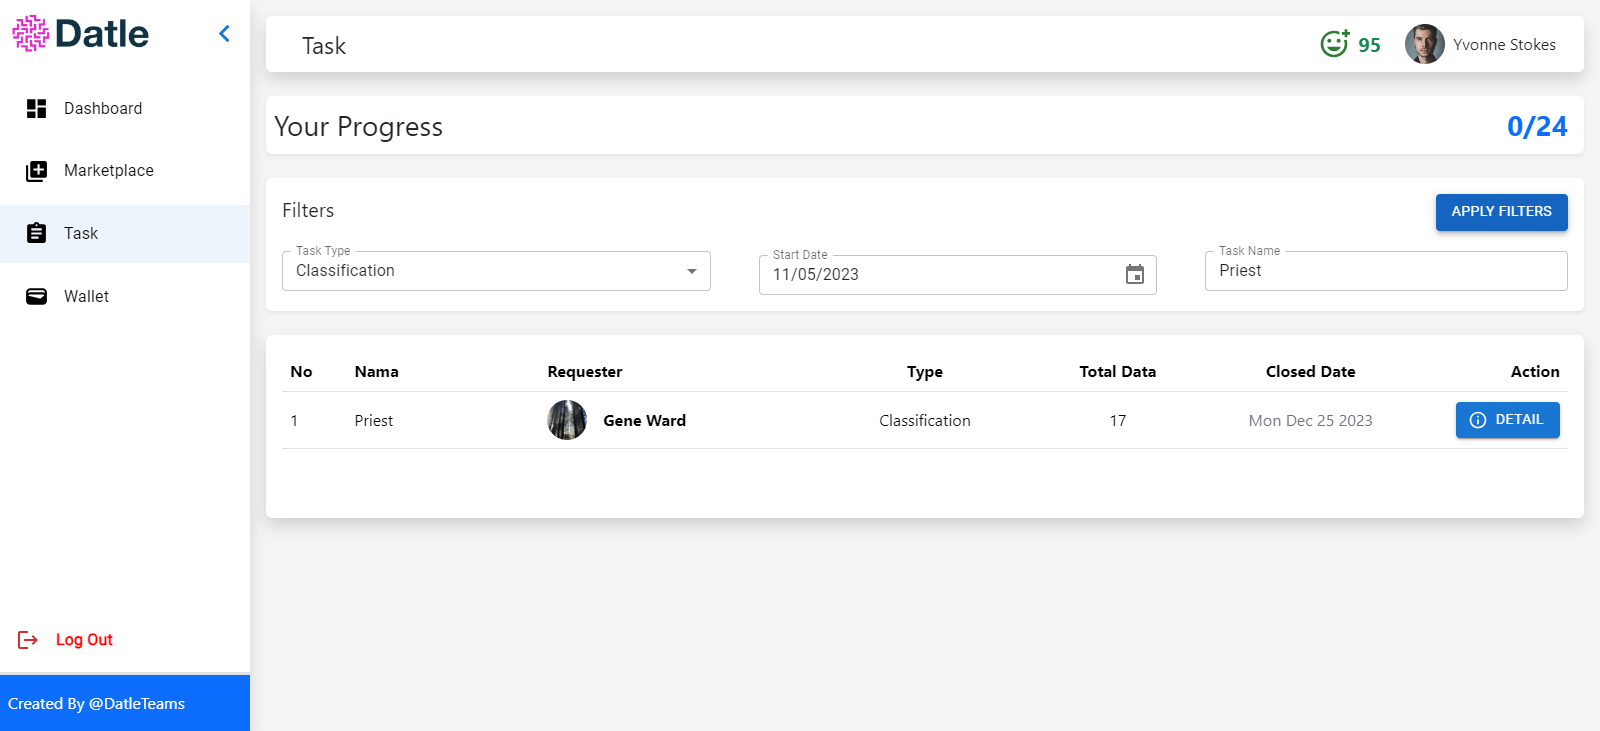 Datle
Task
95
Yvonne Stokes
Dashboard
Marketplace
Task
Wallet
Log Out
Created By @DatleTeams
Your Progress
0/24
Filters
APPLY FILTERS
Task Type
Classification
Start Date
11/05/2023
Task Name
Priest
No Nama Requester Type Total Data Closed Date Action
1 Priest Gene Ward Classification 17 Mon Dec 25 2023 DETAIL